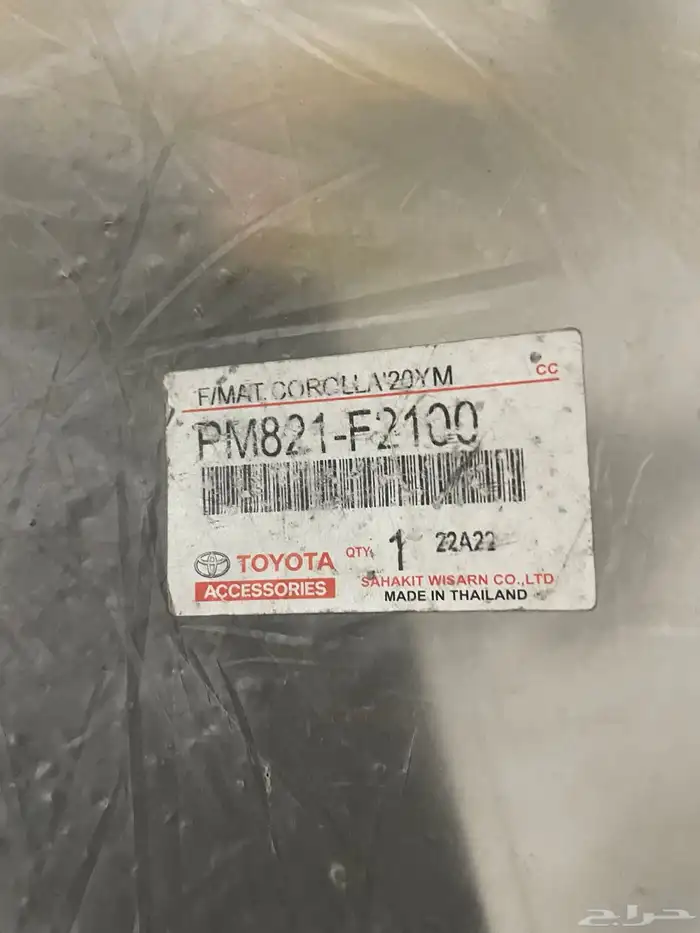 F/MAT.COROLLA'20YM
CC
PM821-F2100
TOYOTA
ACCESSORIES
QTY. 1 22A22
SAHAKIT WISARN CO.,LTD
MADE IN THAILAND
حراج